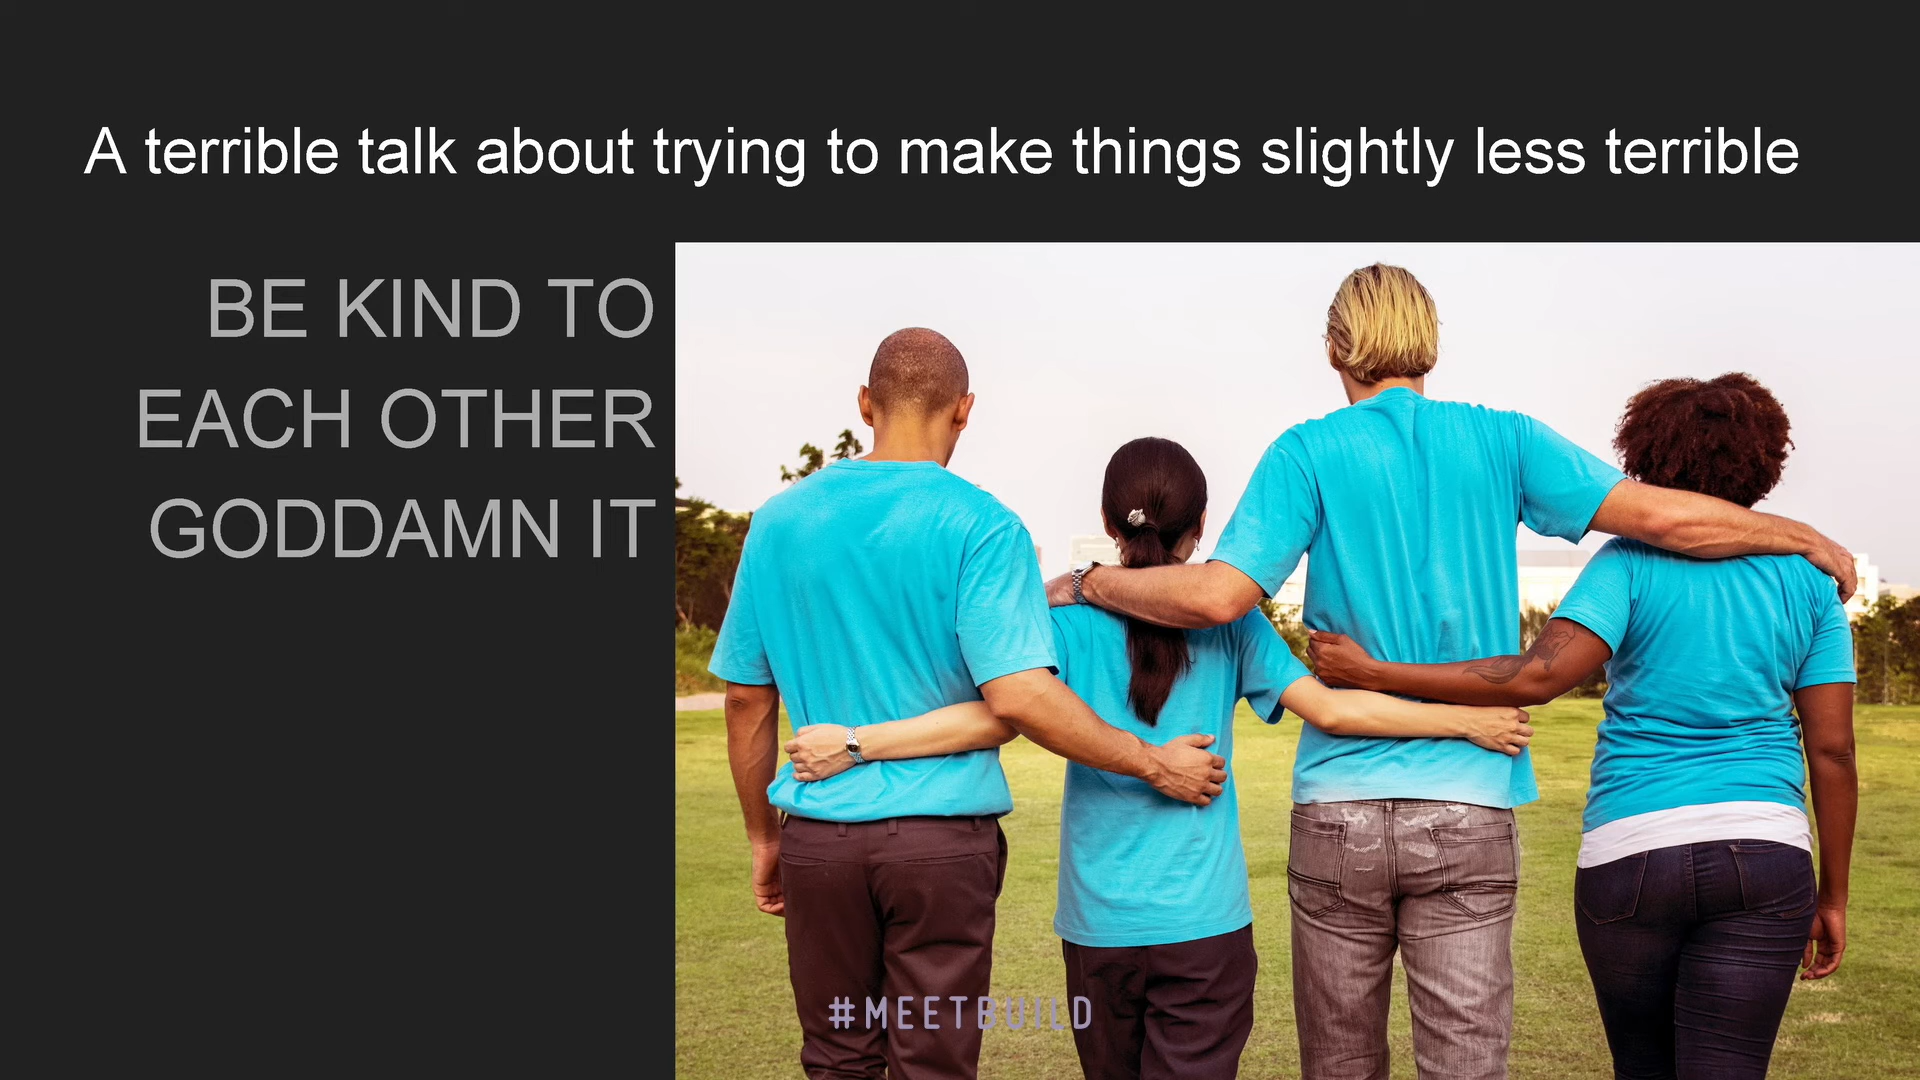 A terrible talk about trying to make things slightly less terrible
BE KIND TO
EACH OTHER
GODDAMN IT
#MEETBUILD